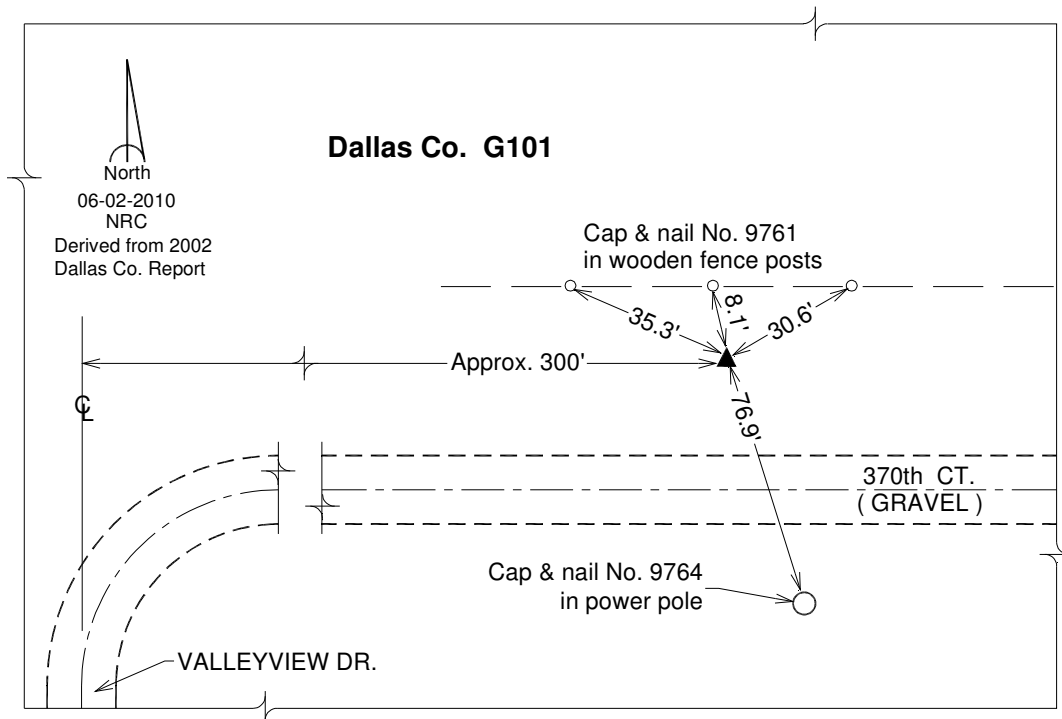 Dallas Co. G101
North
06-02-2010
NRC
Derived from 2002
Dallas Co. Report
Cap & nail No. 9761
in wooden fence posts
35.3'
8.1'
30.6'
Approx. 300'
℄
76.9'
370th CT.
( GRAVEL )
Cap & nail No. 9764
in power pole
VALLEYVIEW DR.